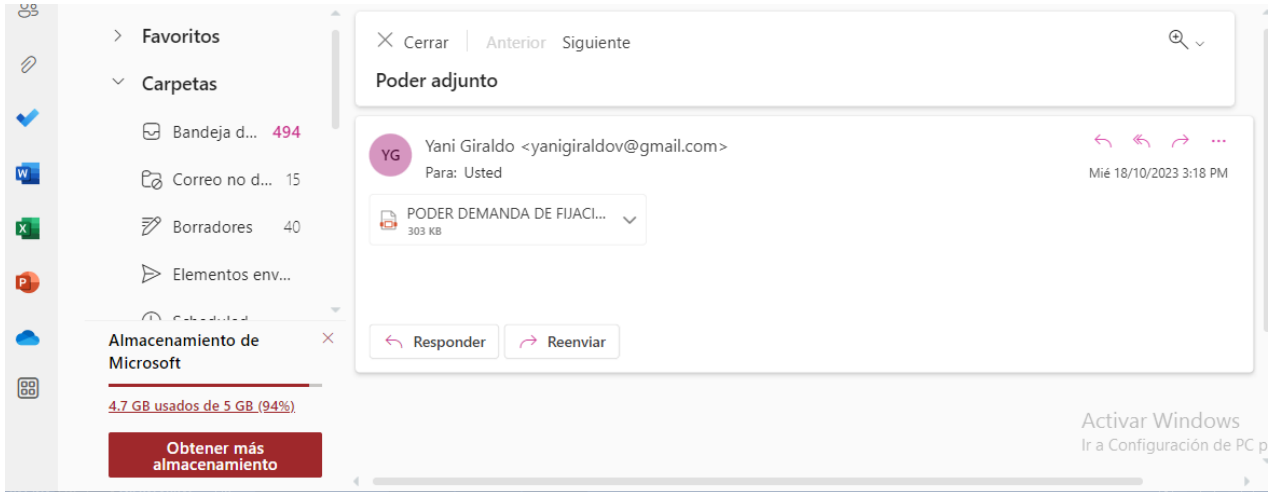 Favoritos
Carpetas
Bandeja d... 494
Correo no d... 15
Borradores 40
Elementos env...
Scheduled
Almacenamiento de
Microsoft
4.7 GB usados de 5 GB (94%)
Obtener más
almacenamiento
Cerrar Anterior Siguiente
Poder adjunto
YG
Yani Giraldo <yanigiraldov@gmail.com>
Para: Usted
Mié 18/10/2023 3:18 PM
PODER DEMANDA DE FIJACI...
303 KB
Responder Reenviar
Activar Windows
Ir a Configuración de PC p